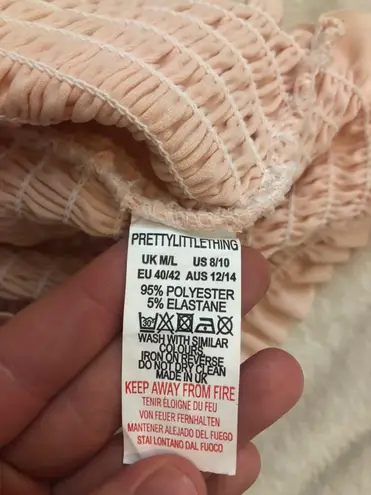 PRETTYLITTLETHING
UK M/L US 8/10
EU 40/42 AUS 12/14
95% POLYESTER
5% ELASTANE
30°
WASH WITH SIMILAR
COLOURS.
IRON ON REVERSE
DO NOT DRY CLEAN
MADE IN UK
KEEP AWAY FROM FIRE
TENIR ÉLOIGNE DU FEU
VON FEUER FERNHALTEN
MANTENER ALEJADO DEL FUEGO
STAI LONTANO DAL FUOCO